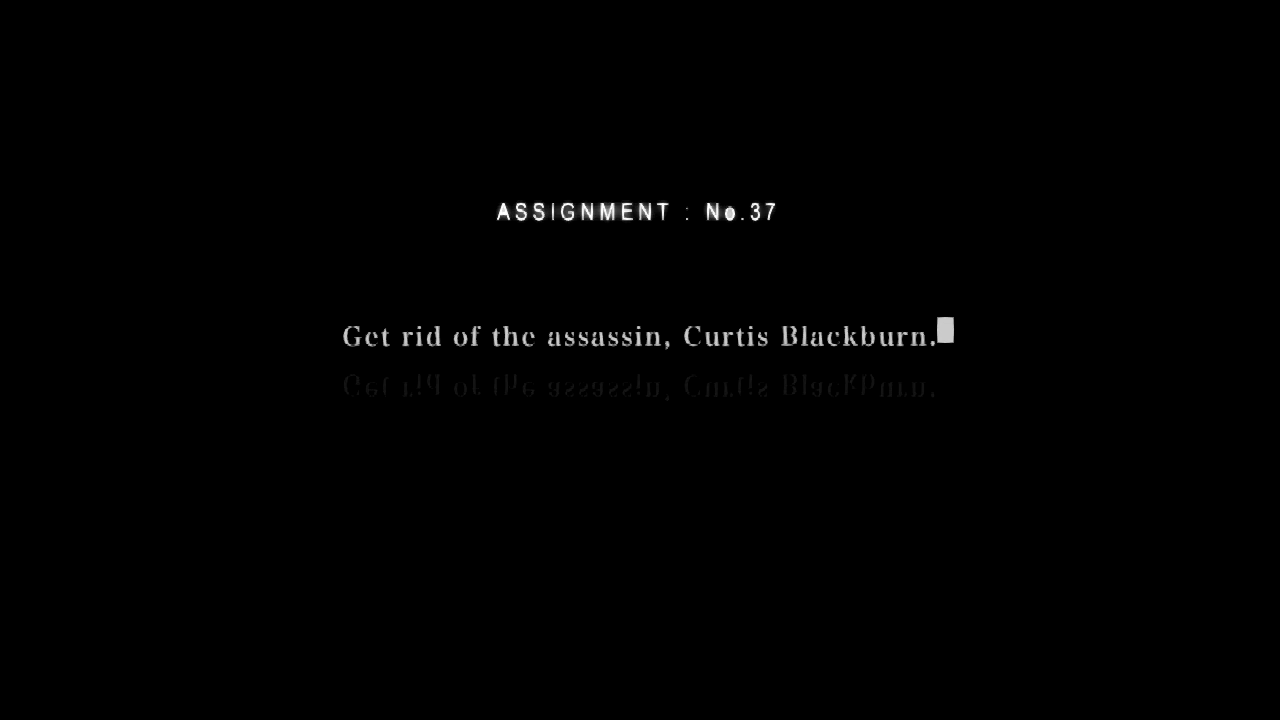 ASSIGNMENT : No.37
Get rid of the assassin, Curtis Blackburn.